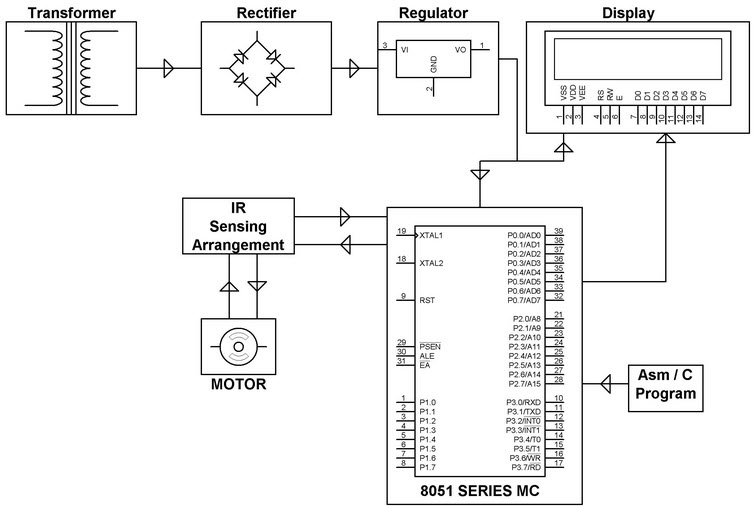 Transformer
Rectifier
Regulator
Display
3 VI VO 1
GND
2
VSS VDD VEE RS RW E D0 D1 D2 D3 D4 D5 D6 D7
1 2 3 4 5 6 7 8 9 10 11 12 13 14
IR
Sensing
Arrangement
MOTOR
19 XTAL1
18 XTAL2
9 RST
29 PSEN
30 ALE
31 EA
1 P1.0
2 P1.1
3 P1.2
4 P1.3
5 P1.4
6 P1.5
7 P1.6
8 P1.7
P0.0/AD0 39
P0.1/AD1 38
P0.2/AD2 37
P0.3/AD3 36
P0.4/AD4 35
P0.5/AD5 34
P0.6/AD6 33
P0.7/AD7 32
P2.0/A8 21
P2.1/A9 22
P2.2/A10 23
P2.3/A11 24
P2.4/A12 25
P2.5/A13 26
P2.6/A14 27
P2.7/A15 28
P3.0/RXD 10
P3.1/TXD 11
P3.2/INT0 12
P3.3/INT1 13
P3.4/T0 14
P3.5/T1 15
P3.6/WR 16
P3.7/RD 17
8051 SERIES MC
Asm / C
Program